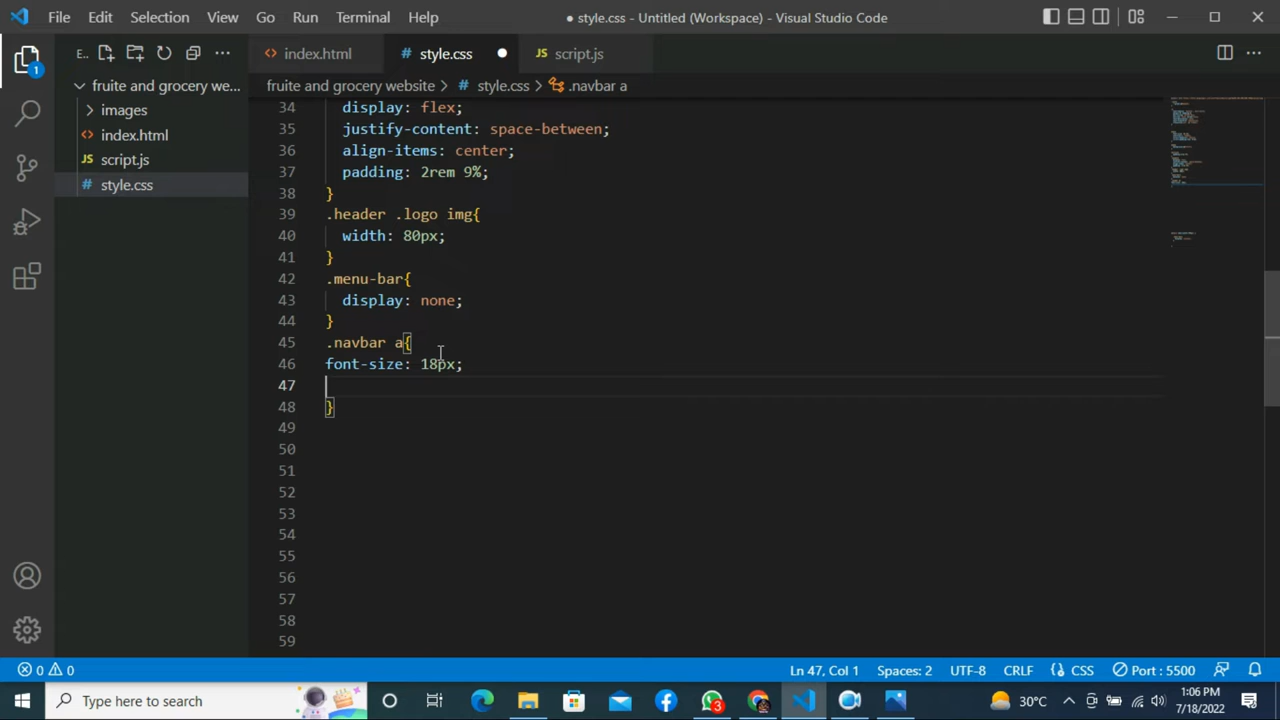 File Edit Selection View Go Run Terminal Help
● style.css - Untitled (Workspace) - Visual Studio Code
E..
index.html
# style.css
JS script.js
fruite and grocery we...
fruite and grocery website > # style.css > .navbar a
images
index.html
JS script.js
# style.css
1
34 display: flex;
35 justify-content: space-between;
36 align-items: center;
37 padding: 2rem 9%;
38 }
39 .header .logo img{
40 width: 80px;
41 }
42 .menu-bar{
43 display: none;
44 }
45 .navbar a{
46 font-size: 18px;
47
48 }
49
50
51
52
53
54
55
56
57
58
59
0 0 Ln 47, Col 1 Spaces: 2 UTF-8 CRLF CSS Port : 5500
Type here to search
3
30°C
1:06 PM
7/18/2022